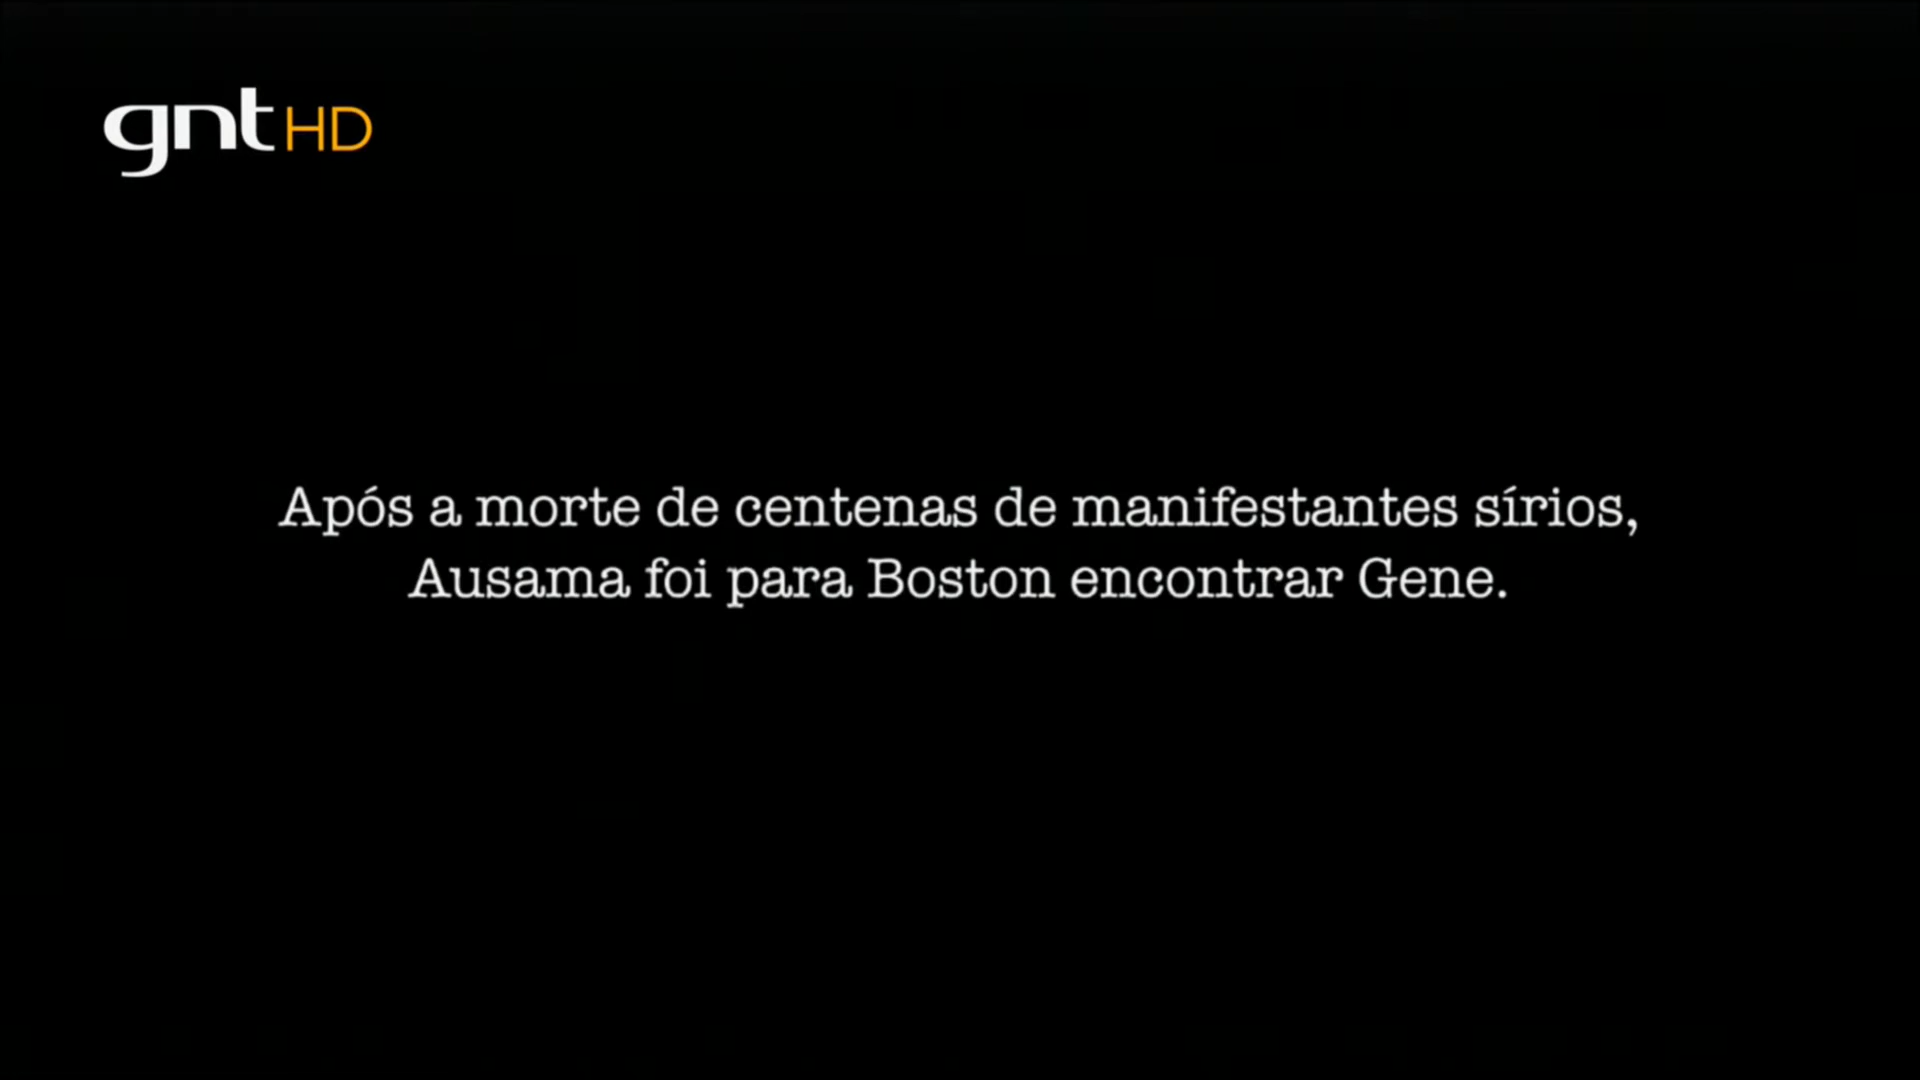 gnt HD
Após a morte de centenas de manifestantes sírios,
Ausama foi para Boston encontrar Gene.